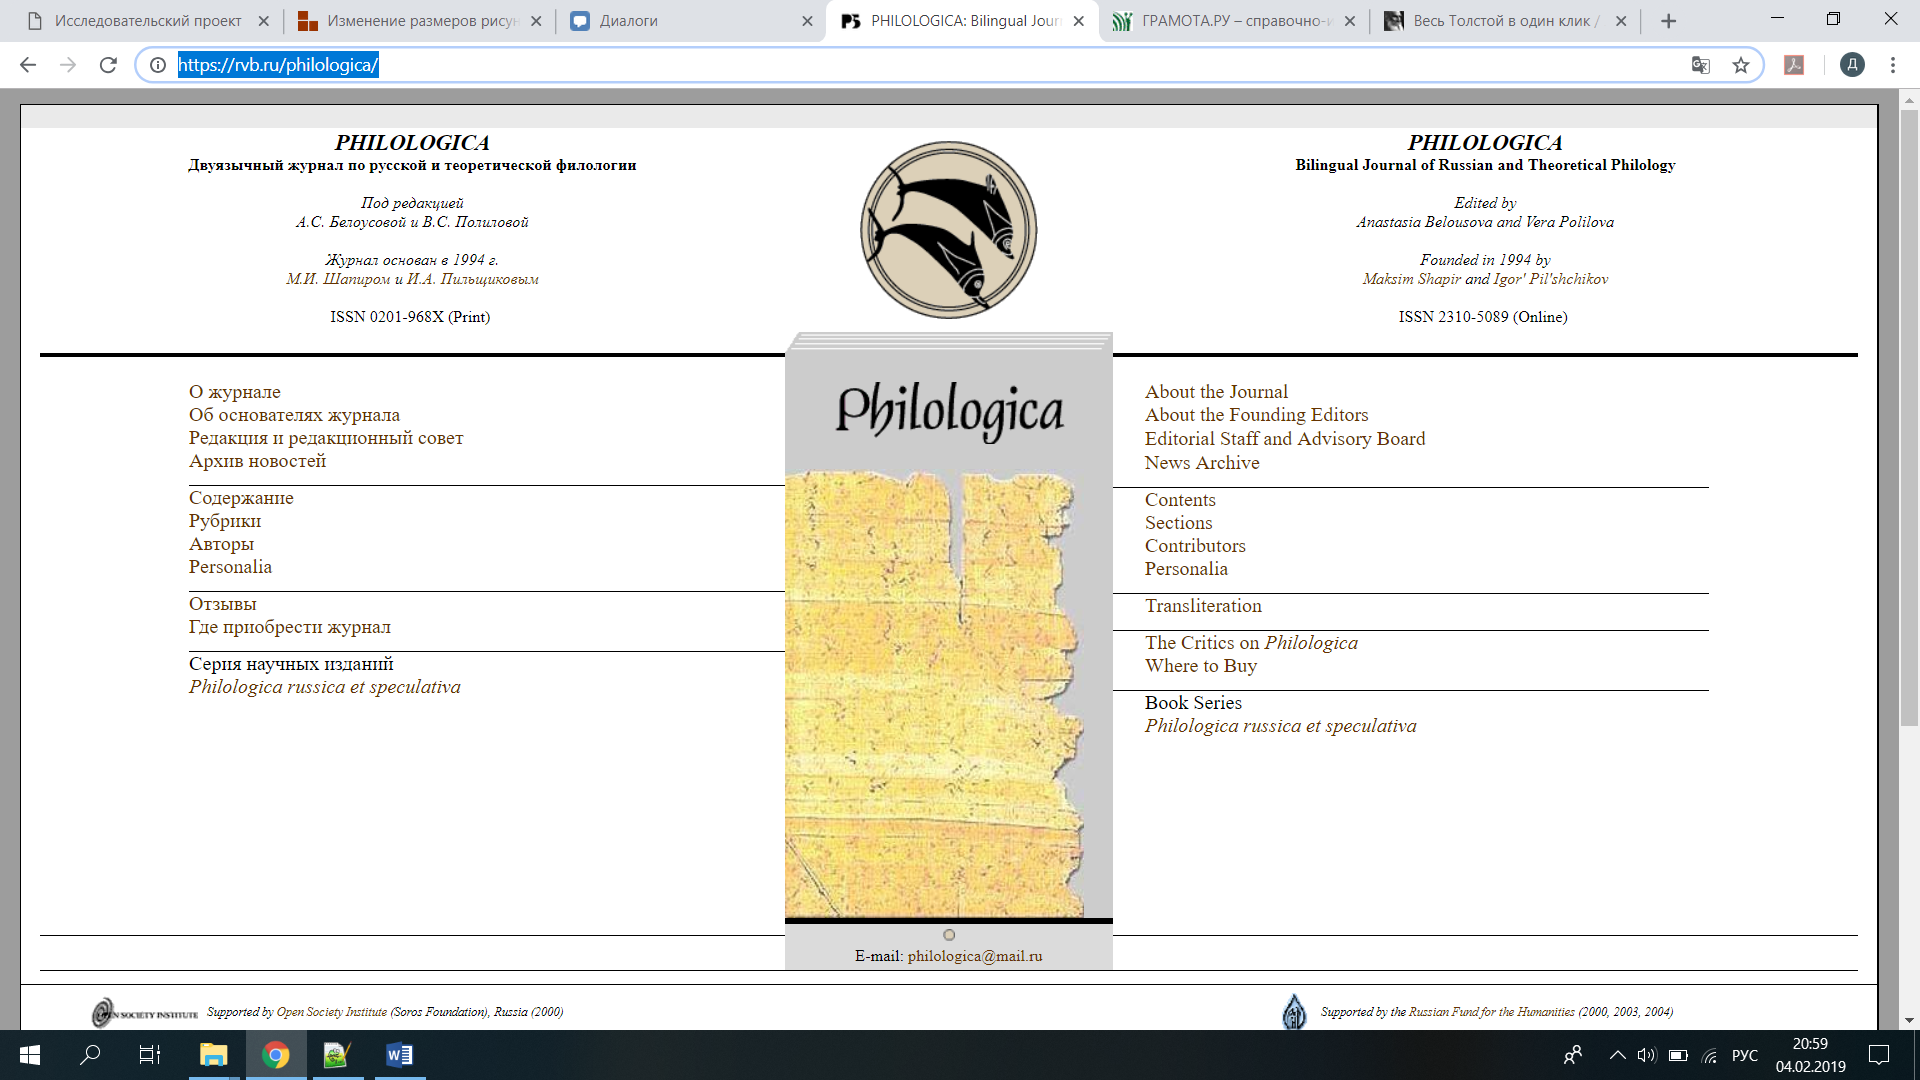 Исследовательский проект
Изменение размеров рисун
Диалоги
PHILOLOGICA: Bilingual Jour
ГРАМОТА.РУ – справочно-и
Весь Толстой в один клик /
https://rvb.ru/philologica/
Д
PHILOLOGICA
Двуязычный журнал по русской и теоретической филологии
Под редакцией
А.С. Белоусовой и В.С. Полиловой
Журнал основан в 1994 г.
М.И. Шапиром и И.А. Пильщиковым
ISSN 0201-968X (Print)
PHILOLOGICA
Bilingual Journal of Russian and Theoretical Philology
Edited by
Anastasia Belousova and Vera Polilova
Founded in 1994 by
Maksim Shapir and Igor' Pil'shchikov
ISSN 2310-5089 (Online)
О журнале
Об основателях журнала
Редакция и редакционный совет
Архив новостей
Содержание
Рубрики
Авторы
Personalia
Отзывы
Где приобрести журнал
Серия научных изданий
Philologica russica et speculativa
Philologica
E-mail: philologica@mail.ru
About the Journal
About the Founding Editors
Editorial Staff and Advisory Board
News Archive
Contents
Sections
Contributors
Personalia
Transliteration
The Critics on Philologica
Where to Buy
Book Series
Philologica russica et speculativa
SOCIETY INSTITUTE
Supported by Open Society Institute (Soros Foundation), Russia (2000)
Supported by the Russian Fund for the Humanities (2000, 2003, 2004)
РУС
20:59
04.02.2019